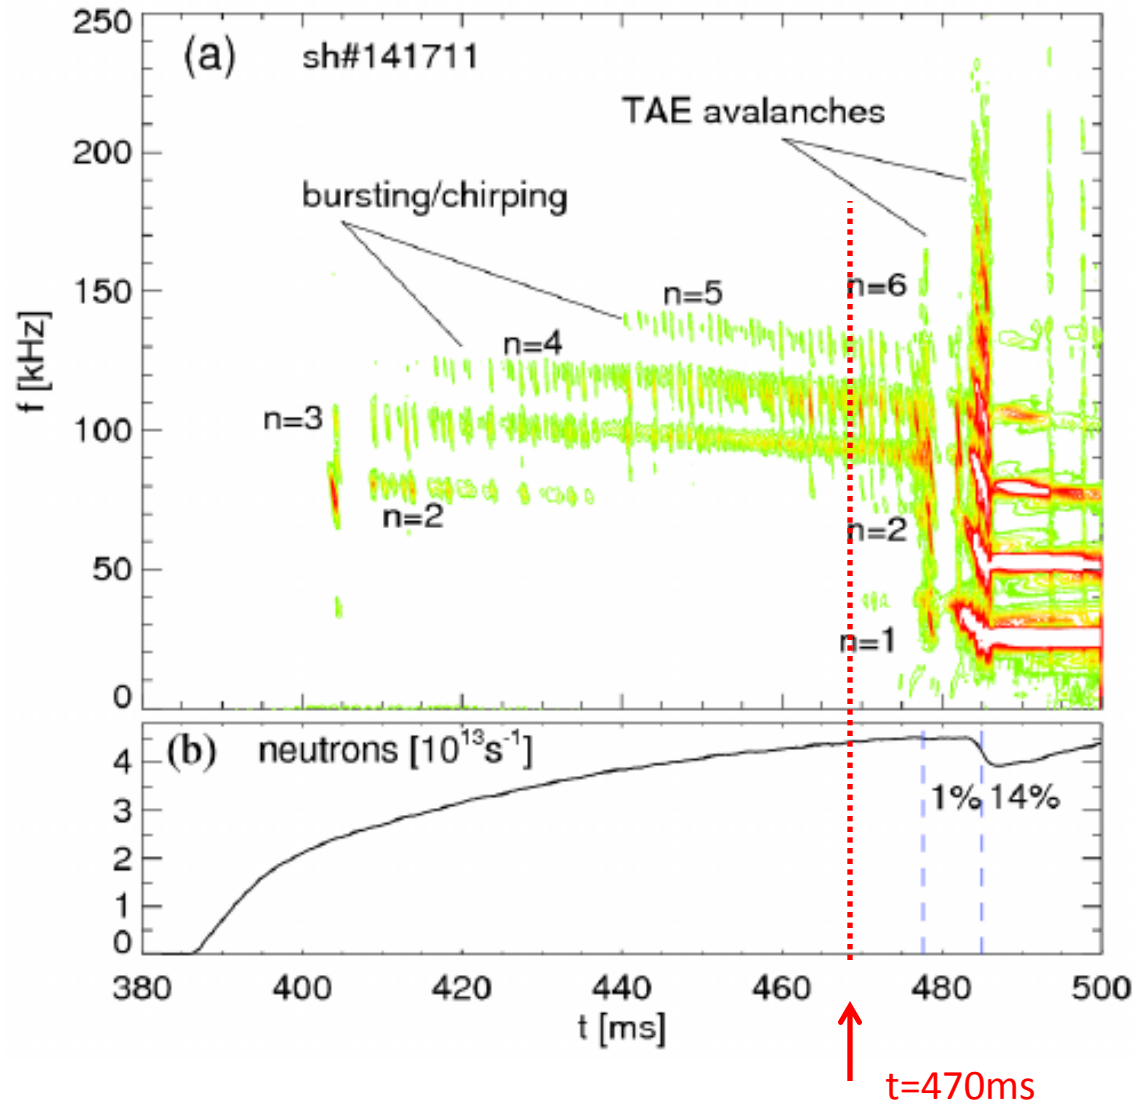 250
(a) sh#141711
TAE avalanches
200
bursting/chirping
n=6
150
n=5
n=4
f [kHz]
n=3
100
n=2
n=2
50
n=1
0
(b) neutrons [10¹³s⁻¹]
4
1% 14%
3
2
1
0
380 400 420 440 460 480 500
t [ms]
t=470ms